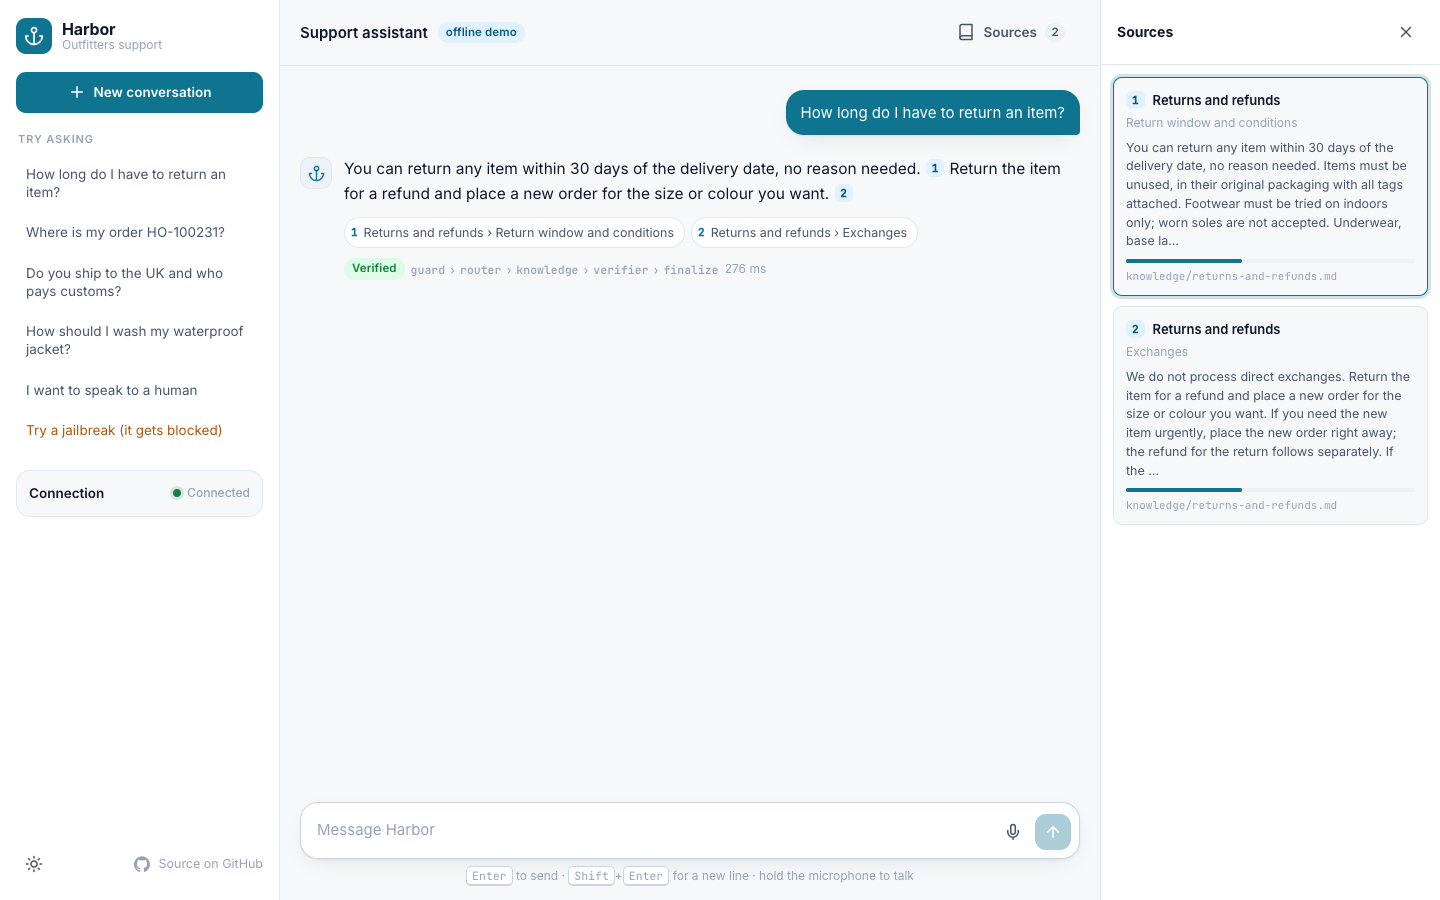 Harbor
Outfitters support
New conversation
TRY ASKING
How long do I have to return an
item?
Where is my order HO-100231?
Do you ship to the UK and who
pays customs?
How should I wash my waterproof
jacket?
I want to speak to a human
Try a jailbreak (it gets blocked)
Connection
Connected
Source on GitHub
Support assistant
offline demo
Sources
2
How long do I have to return an item?
You can return any item within 30 days of the delivery date, no reason needed. 1 Return the item
for a refund and place a new order for the size or colour you want. 2
1 Returns and refunds › Return window and conditions
2 Returns and refunds › Exchanges
Verified guard › router › knowledge › verifier › finalize 276 ms
Message Harbor
Enter to send · Shift+Enter for a new line · hold the microphone to talk
Sources
1 Returns and refunds
Return window and conditions
You can return any item within 30 days of the
delivery date, no reason needed. Items must be
unused, in their original packaging with all tags
attached. Footwear must be tried on indoors
only; worn soles are not accepted. Underwear,
base la...
knowledge/returns-and-refunds.md
2 Returns and refunds
Exchanges
We do not process direct exchanges. Return the
item for a refund and place a new order for the
size or colour you want. If you need the new
item urgently, place the new order right away;
the refund for the return follows separately. If
the ...
knowledge/returns-and-refunds.md